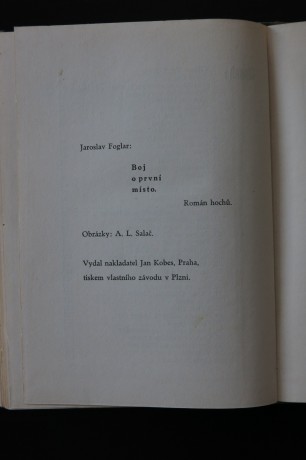 Jaroslav Foglar:
Boj
o první
místo.
Román hochů.
Obrázky: A. L. Salač.
Vydal nakladatel Jan Kobes, Praha,
tiskem vlastního závodu v Plzni.